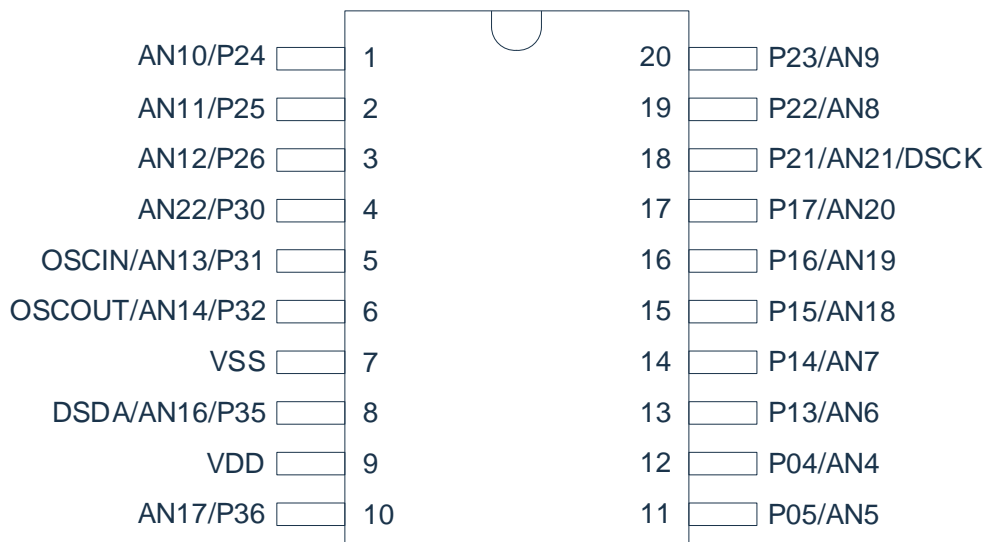 AN10/P24 1 20 P23/AN9
AN11/P25 2 19 P22/AN8
AN12/P26 3 18 P21/AN21/DSCK
AN22/P30 4 17 P17/AN20
OSCIN/AN13/P31 5 16 P16/AN19
OSCOUT/AN14/P32 6 15 P15/AN18
VSS 7 14 P14/AN7
DSDA/AN16/P35 8 13 P13/AN6
VDD 9 12 P04/AN4
AN17/P36 10 11 P05/AN5